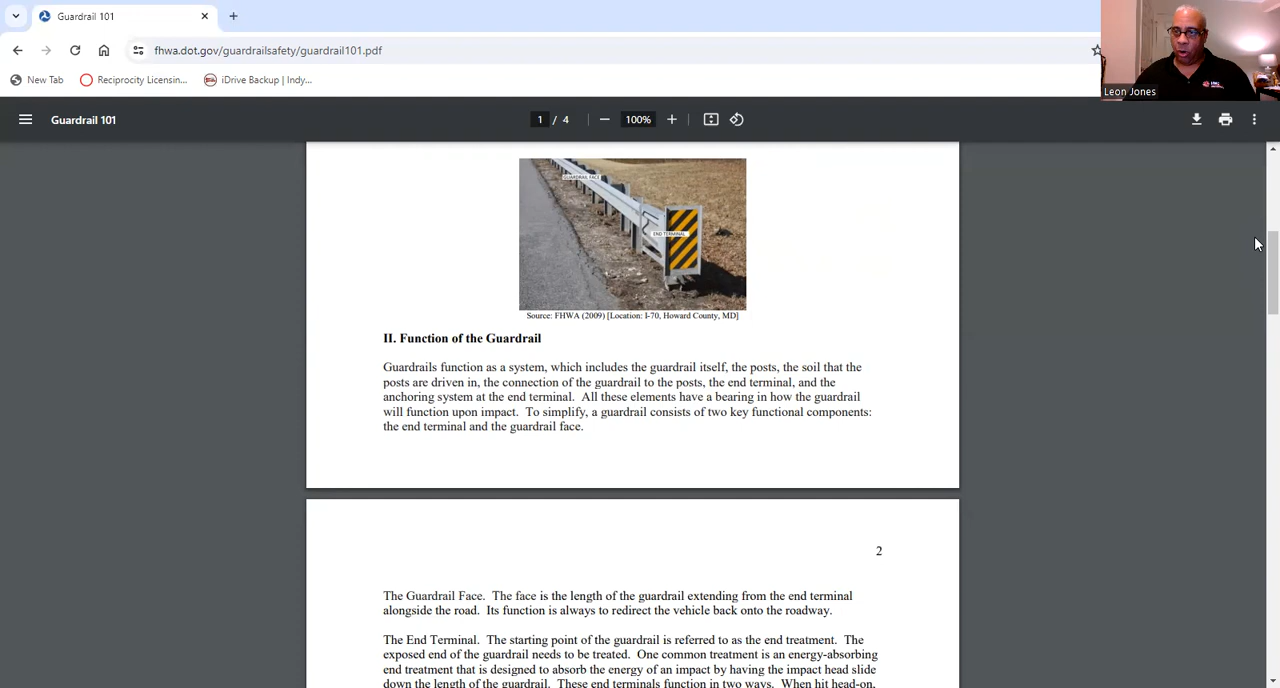 Guardrail 101
fhwa.dot.gov/guardrailsafety/guardrail101.pdf
New Tab
Reciprocity Licensin...
iDrive Backup | Indy...
Leon Jones
Guardrail 101
1 / 4
100%
GUARDRAIL FACE
END TERMINAL
Source: FHWA (2009) [Location: I-70, Howard County, MD]
II. Function of the Guardrail
Guardrails function as a system, which includes the guardrail itself, the posts, the soil that the
posts are driven in, the connection of the guardrail to the posts, the end terminal, and the
anchoring system at the end terminal. All these elements have a bearing in how the guardrail
will function upon impact. To simplify, a guardrail consists of two key functional components:
the end terminal and the guardrail face.
2
The Guardrail Face. The face is the length of the guardrail extending from the end terminal
alongside the road. Its function is always to redirect the vehicle back onto the roadway.
The End Terminal. The starting point of the guardrail is referred to as the end treatment. The
exposed end of the guardrail needs to be treated. One common treatment is an energy-absorbing
end treatment that is designed to absorb the energy of an impact by having the impact head slide
down the length of the guardrail. These end terminals function in two ways. When hit head-on,